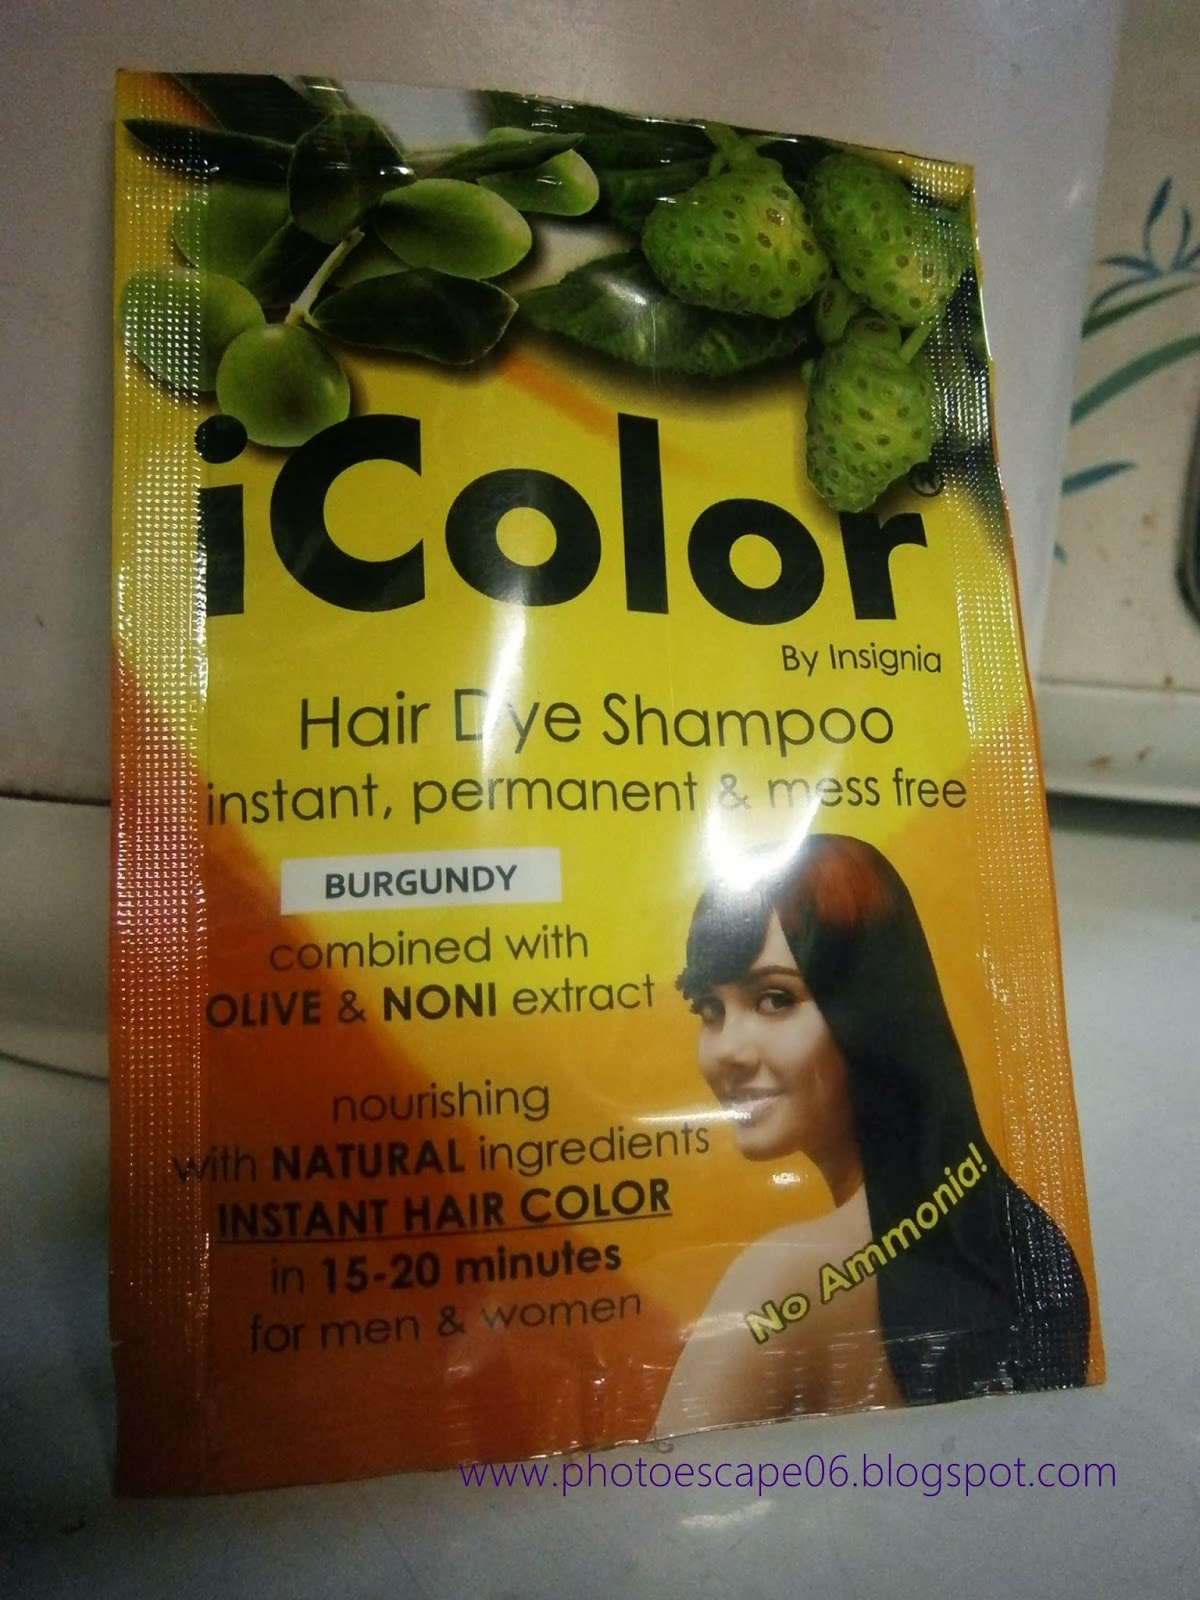 iColor®
By Insignia
Hair Dye Shampoo
instant, permanent & mess free
BURGUNDY
combined with
OLIVE & NONI extract
nourishing
with NATURAL ingredients
INSTANT HAIR COLOR
in 15-20 minutes
for men & women
No Ammonia!
www.photoescape06.blogspot.com